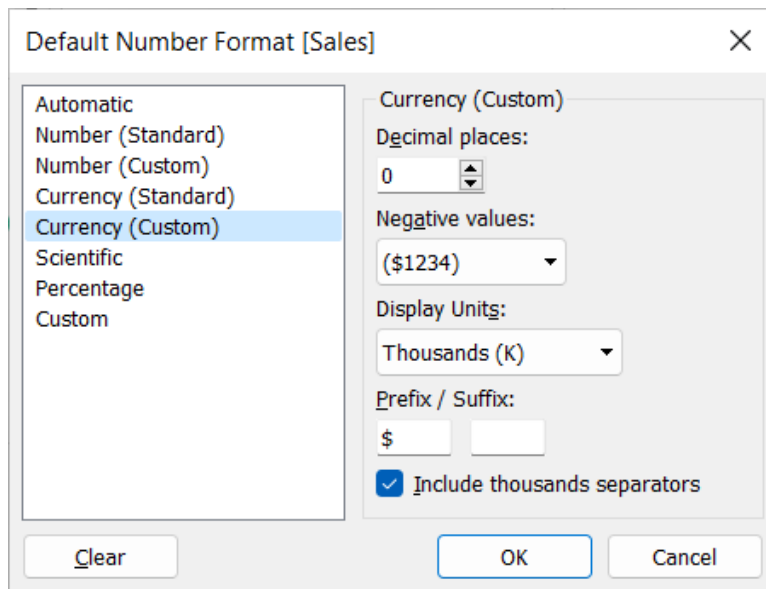 Default Number Format [Sales]
Automatic
Number (Standard)
Number (Custom)
Currency (Standard)
Currency (Custom)
Scientific
Percentage
Custom
Currency (Custom)
Decimal places:
0
Negative values:
($1234)
Display Units:
Thousands (K)
Prefix / Suffix:
$
Include thousands separators
Clear
OK
Cancel